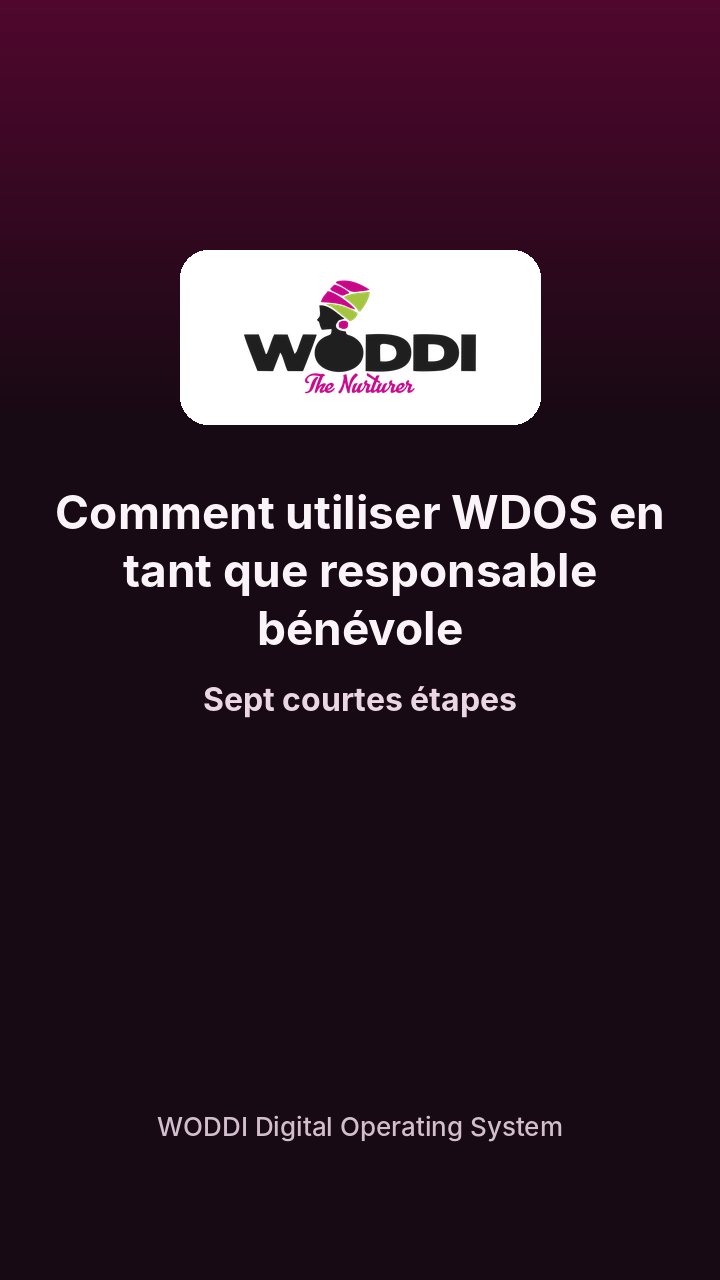 WODDI
The Nurturer
Comment utiliser WDOS en
tant que responsable
bénévole
Sept courtes étapes
WODDI Digital Operating System